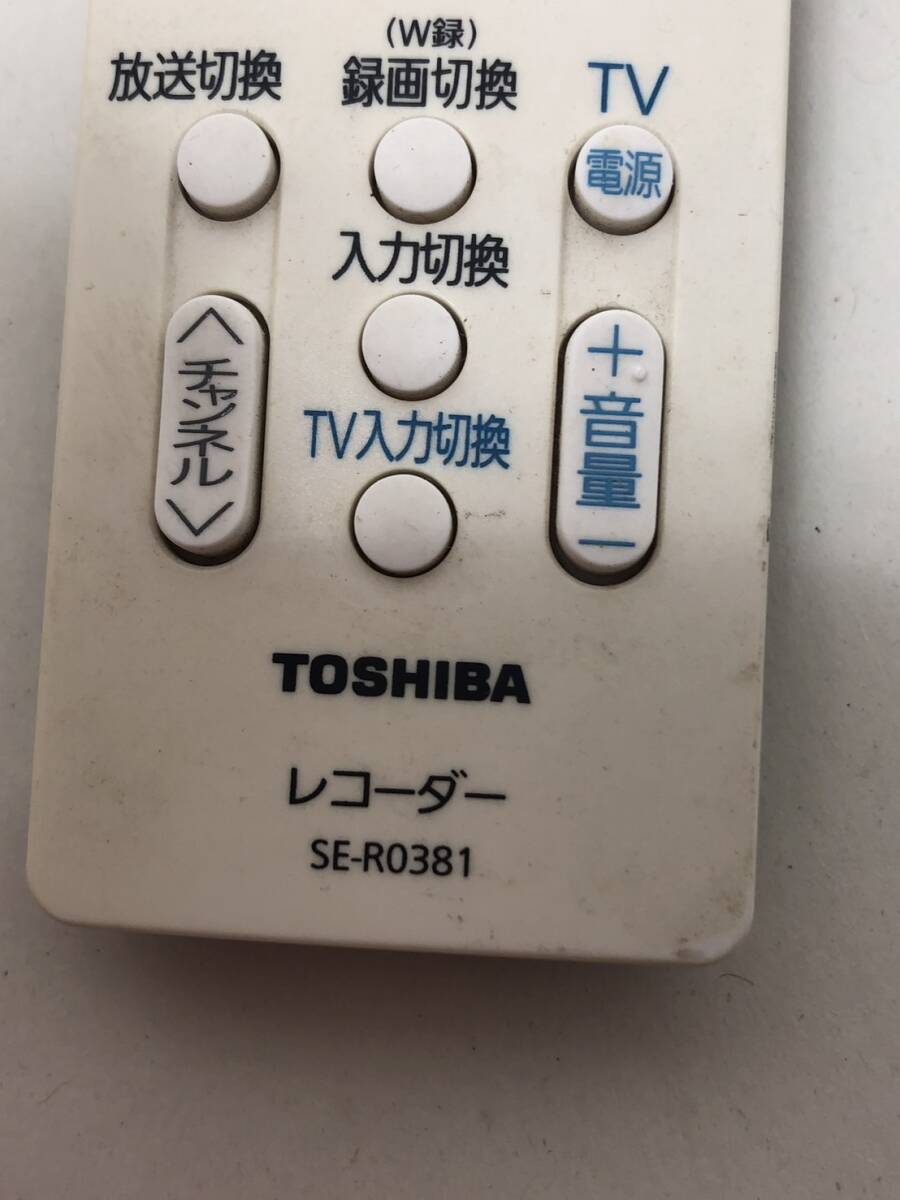 (W録)
放送切換
録画切換
TV
電源
入力切換
チャンネル
+
音量
−
TV入力切換
TOSHIBA
レコーダー
SE-R0381